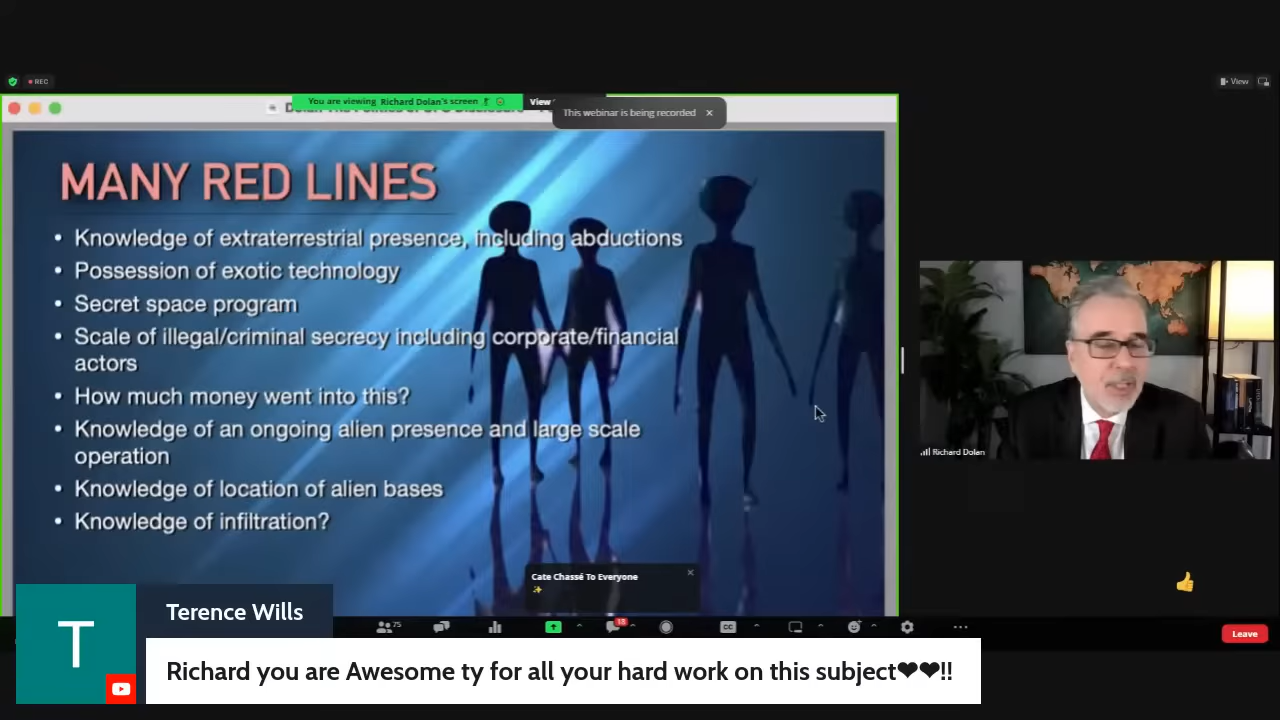 REC
View
You are viewing Richard Dolan's screen
View
This webinar is being recorded
MANY RED LINES
• Knowledge of extraterrestrial presence, including abductions
• Possession of exotic technology
• Secret space program
• Scale of illegal/criminal secrecy including corporate/financial
actors
• How much money went into this?
• Knowledge of an ongoing alien presence and large scale
operation
• Knowledge of location of alien bases
• Knowledge of infiltration?
Richard Dolan
Cate Chassé To Everyone
✨
👍
75
18
CC
Leave
T
Terence Wills
Richard you are Awesome ty for all your hard work on this subject❤❤!!